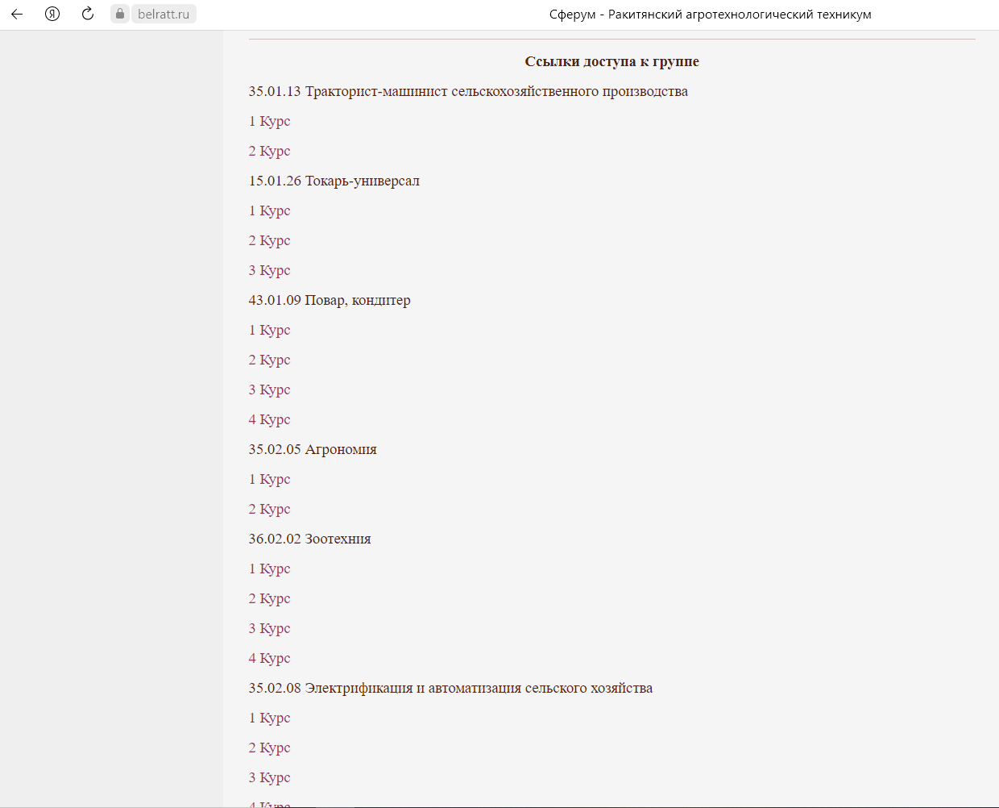 belratt.ru
Сферум - Ракитянский агротехнологический техникум
Ссылки доступа к группе
35.01.13 Тракторист-машинист сельскохозяйственного производства
1 Курс
2 Курс
15.01.26 Токарь-универсал
1 Курс
2 Курс
3 Курс
43.01.09 Повар, кондитер
1 Курс
2 Курс
3 Курс
4 Курс
35.02.05 Агрономия
1 Курс
2 Курс
36.02.02 Зоотехния
1 Курс
2 Курс
3 Курс
4 Курс
35.02.08 Электрификация и автоматизация сельского хозяйства
1 Курс
2 Курс
3 Курс
4 Курс